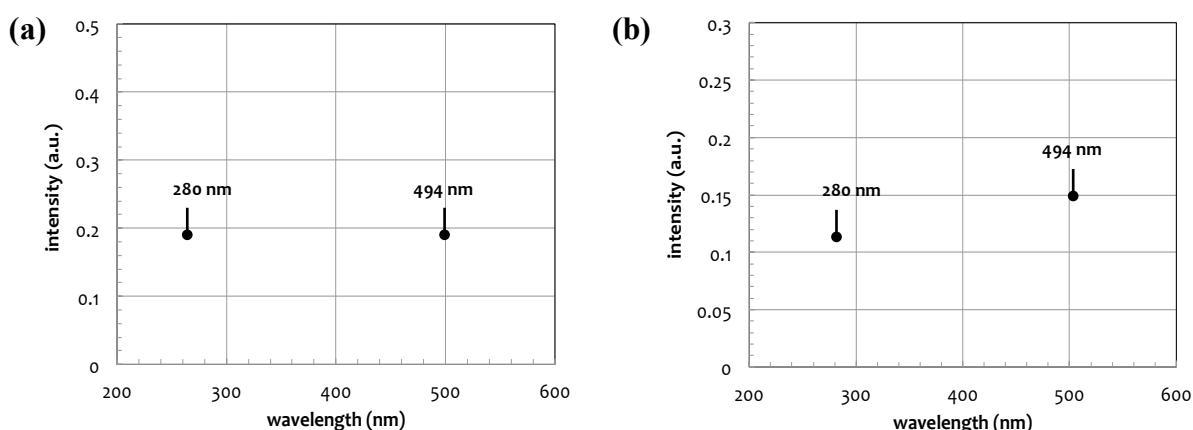 (a)
0.5
0.4
0.3
0.2
0.1
0
intensity (a.u.)
280 nm
494 nm
200 300 400 500 600
wavelength (nm)
(b)
0.3
0.25
0.2
0.15
0.1
0.05
0
intensity (a.u.)
280 nm
494 nm
200 300 400 500 600
wavelength (nm)